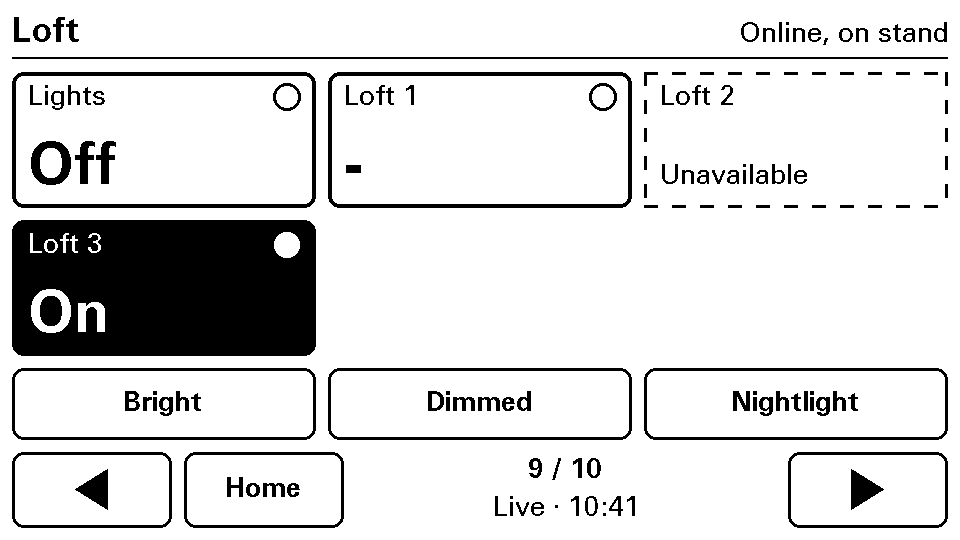 Loft
Online, on stand
Lights
Off
Loft 1
-
Loft 2
Unavailable
Loft 3
On
Bright
Dimmed
Nightlight
Home
9 / 10
Live · 10:41